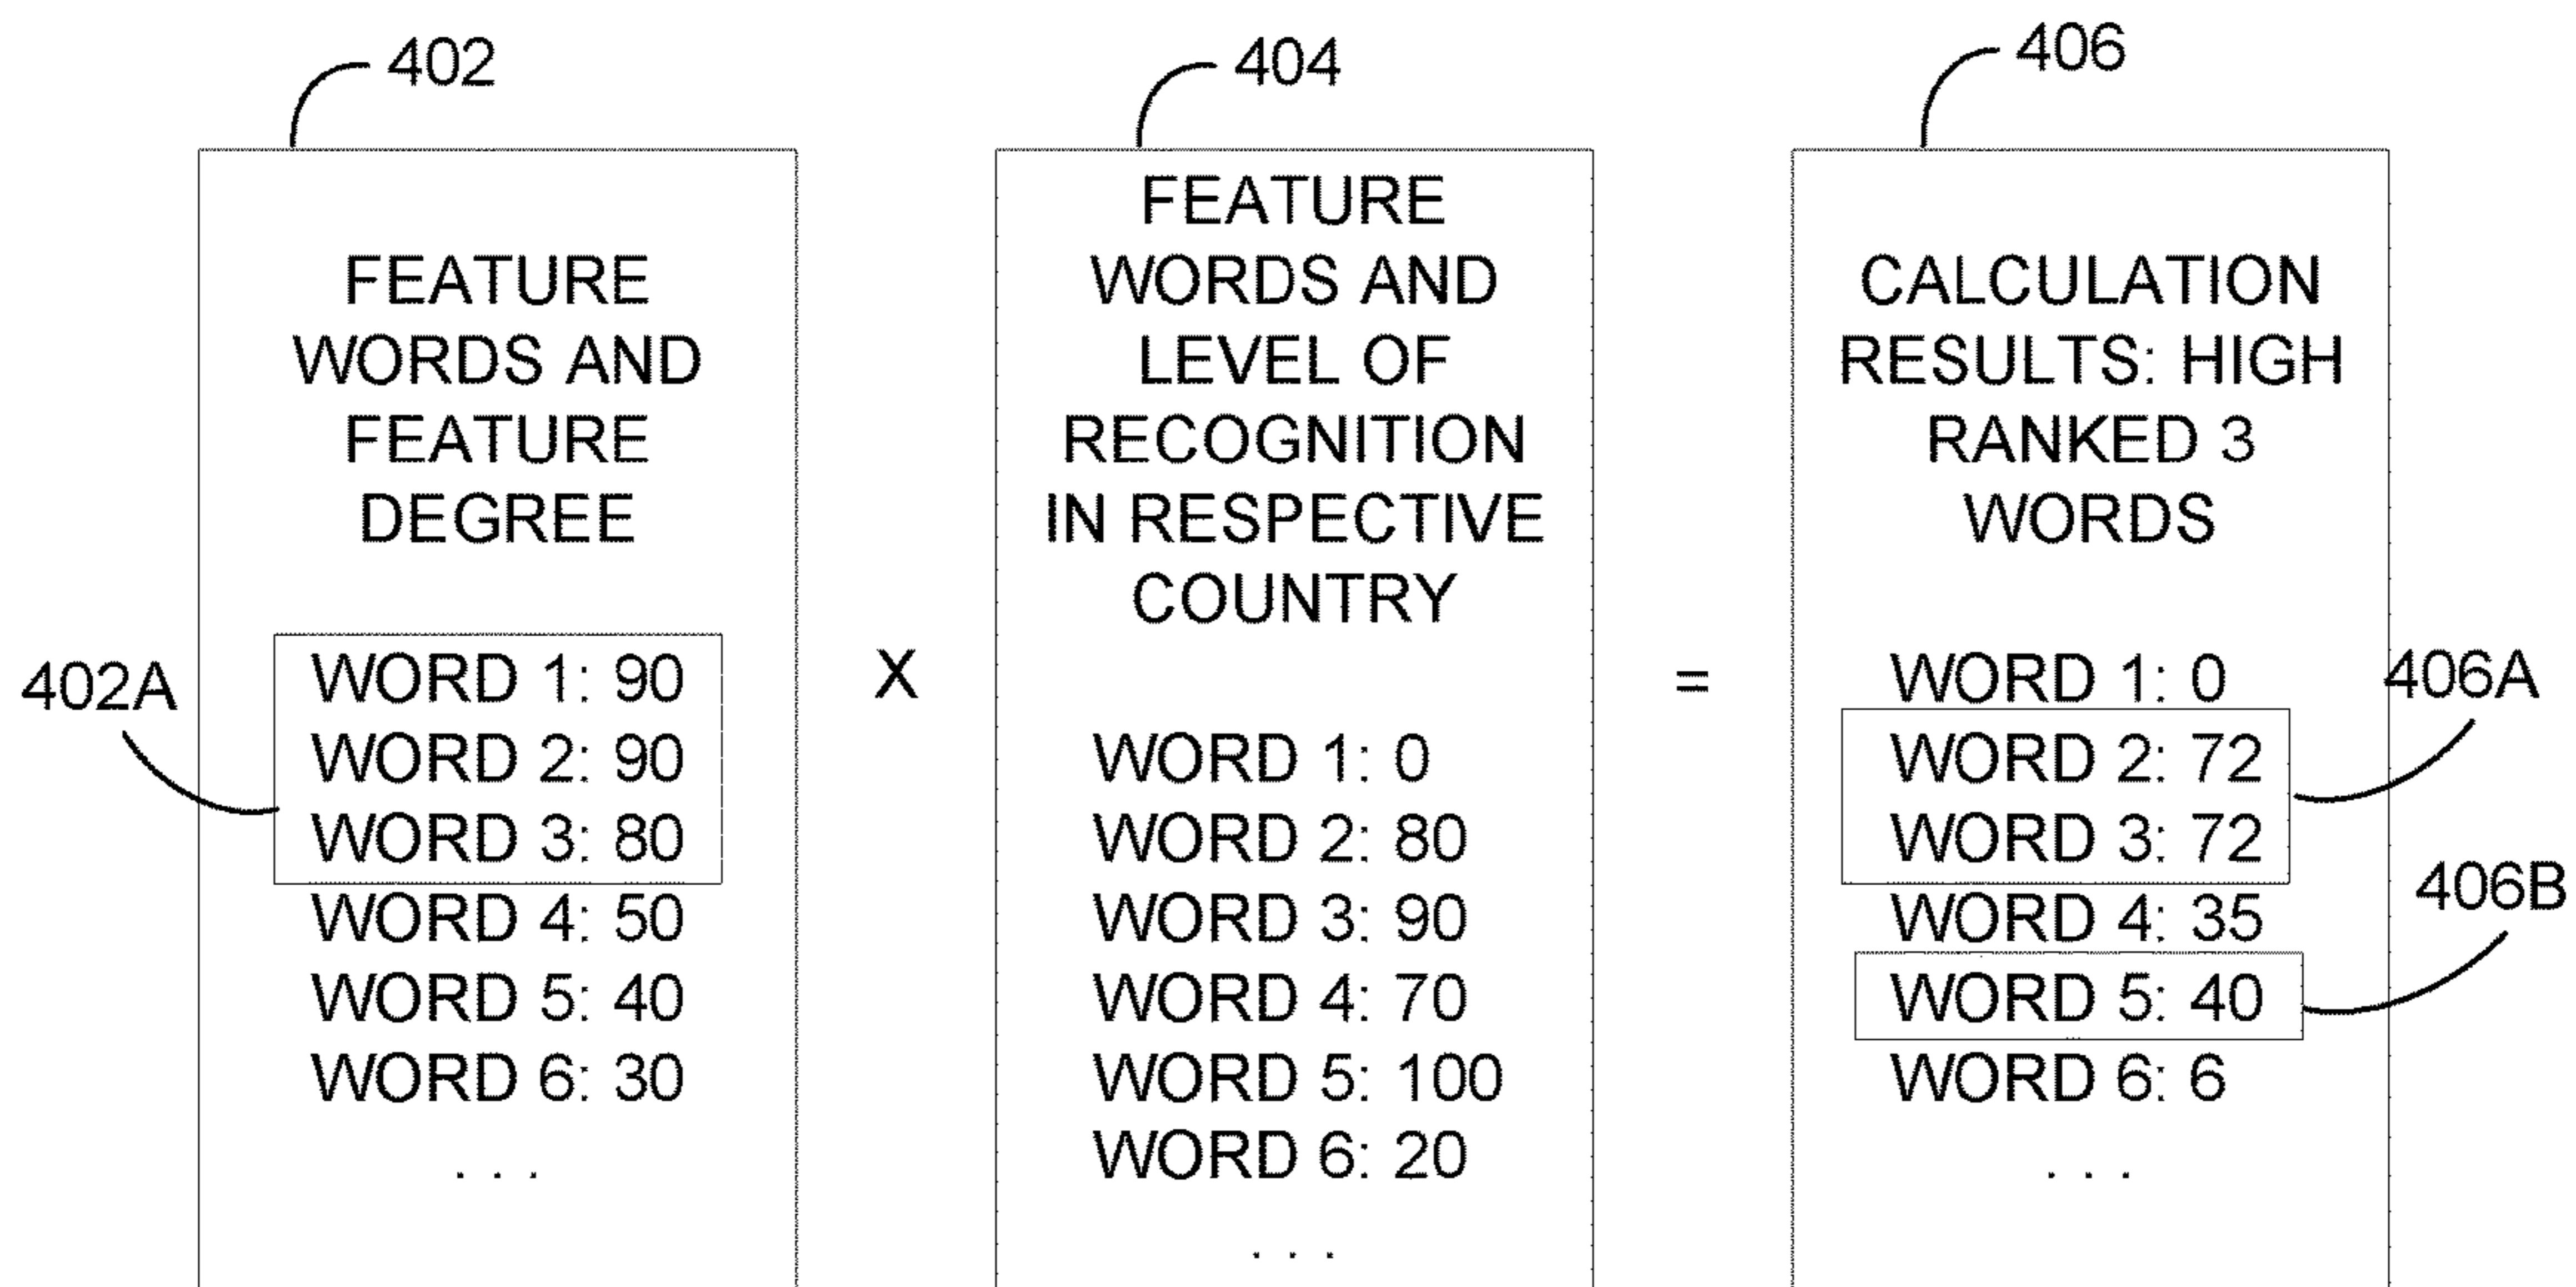 402
404
406
FEATURE
WORDS AND
FEATURE
DEGREE
402A
WORD 1: 90
WORD 2: 90
WORD 3: 80
WORD 4: 50
WORD 5: 40
WORD 6: 30
. . .
X
FEATURE
WORDS AND
LEVEL OF
RECOGNITION
IN RESPECTIVE
COUNTRY
WORD 1: 0
WORD 2: 80
WORD 3: 90
WORD 4: 70
WORD 5: 100
WORD 6: 20
. . .
=
CALCULATION
RESULTS: HIGH
RANKED 3
WORDS
WORD 1: 0
WORD 2: 72
WORD 3: 72
WORD 4: 35
WORD 5: 40
WORD 6: 6
. . .
406A
406B